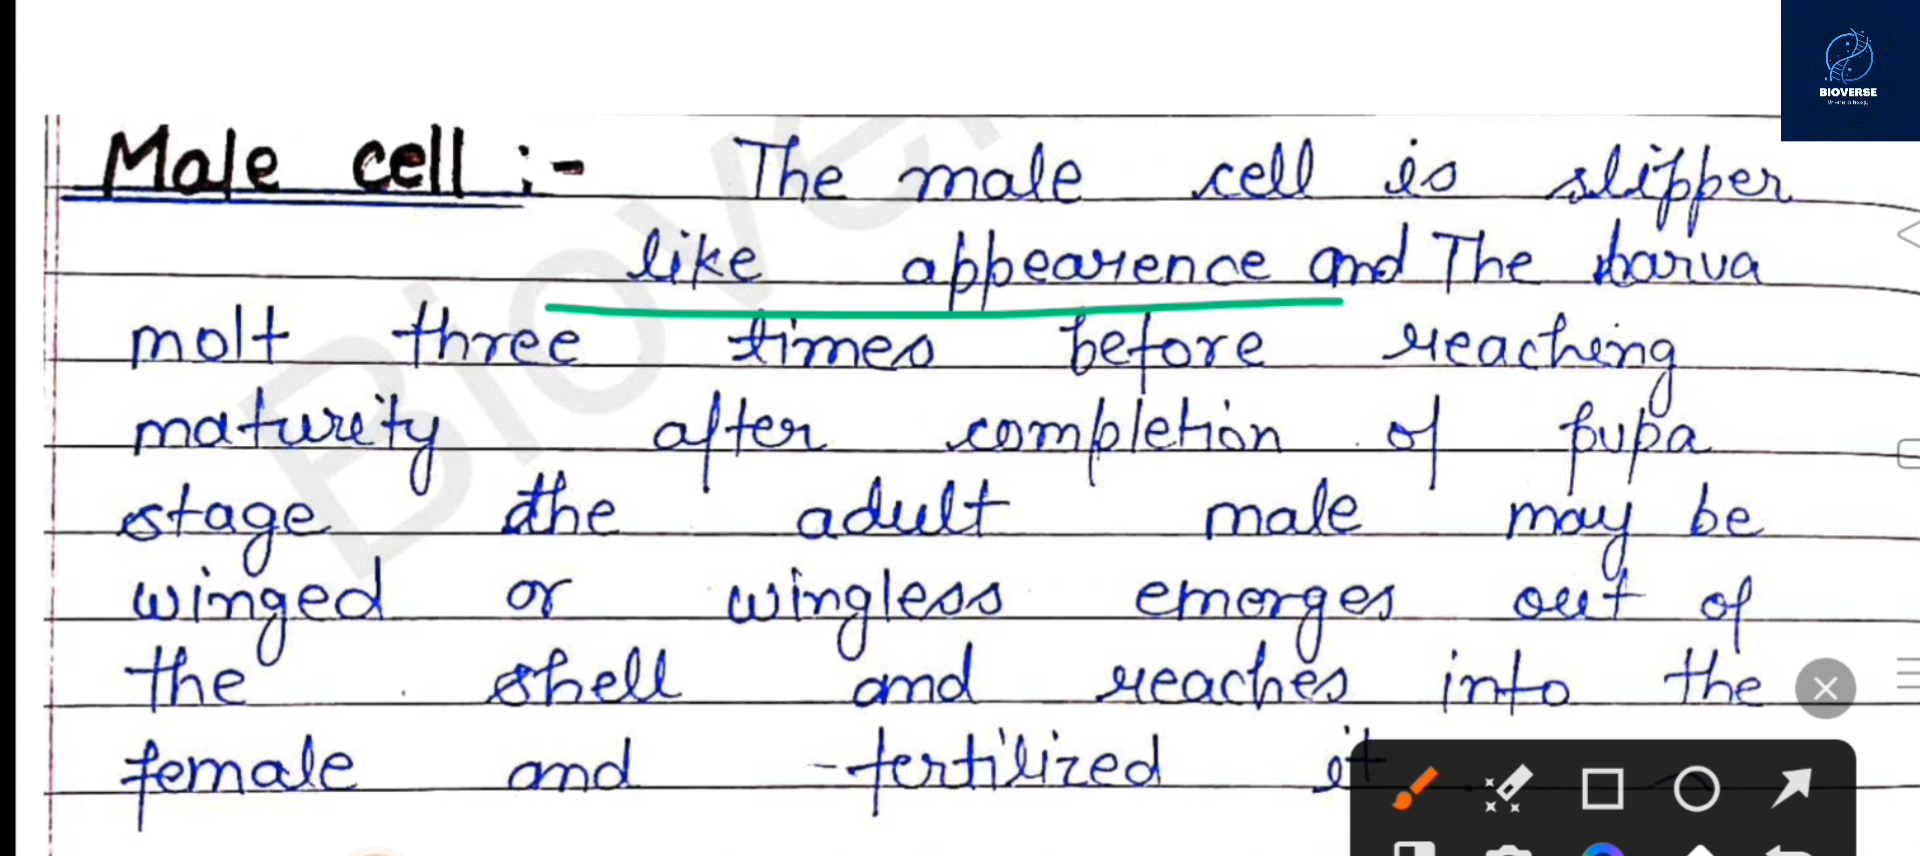 BIOVERSE
Male cell :- The male cell is slipper
like appearence and The larva
molt three times before reaching
maturity after completion of pupa
stage the adult male may be
winged or wingless emerges out of
the shell and reaches into the
female and fertilized it
Biover